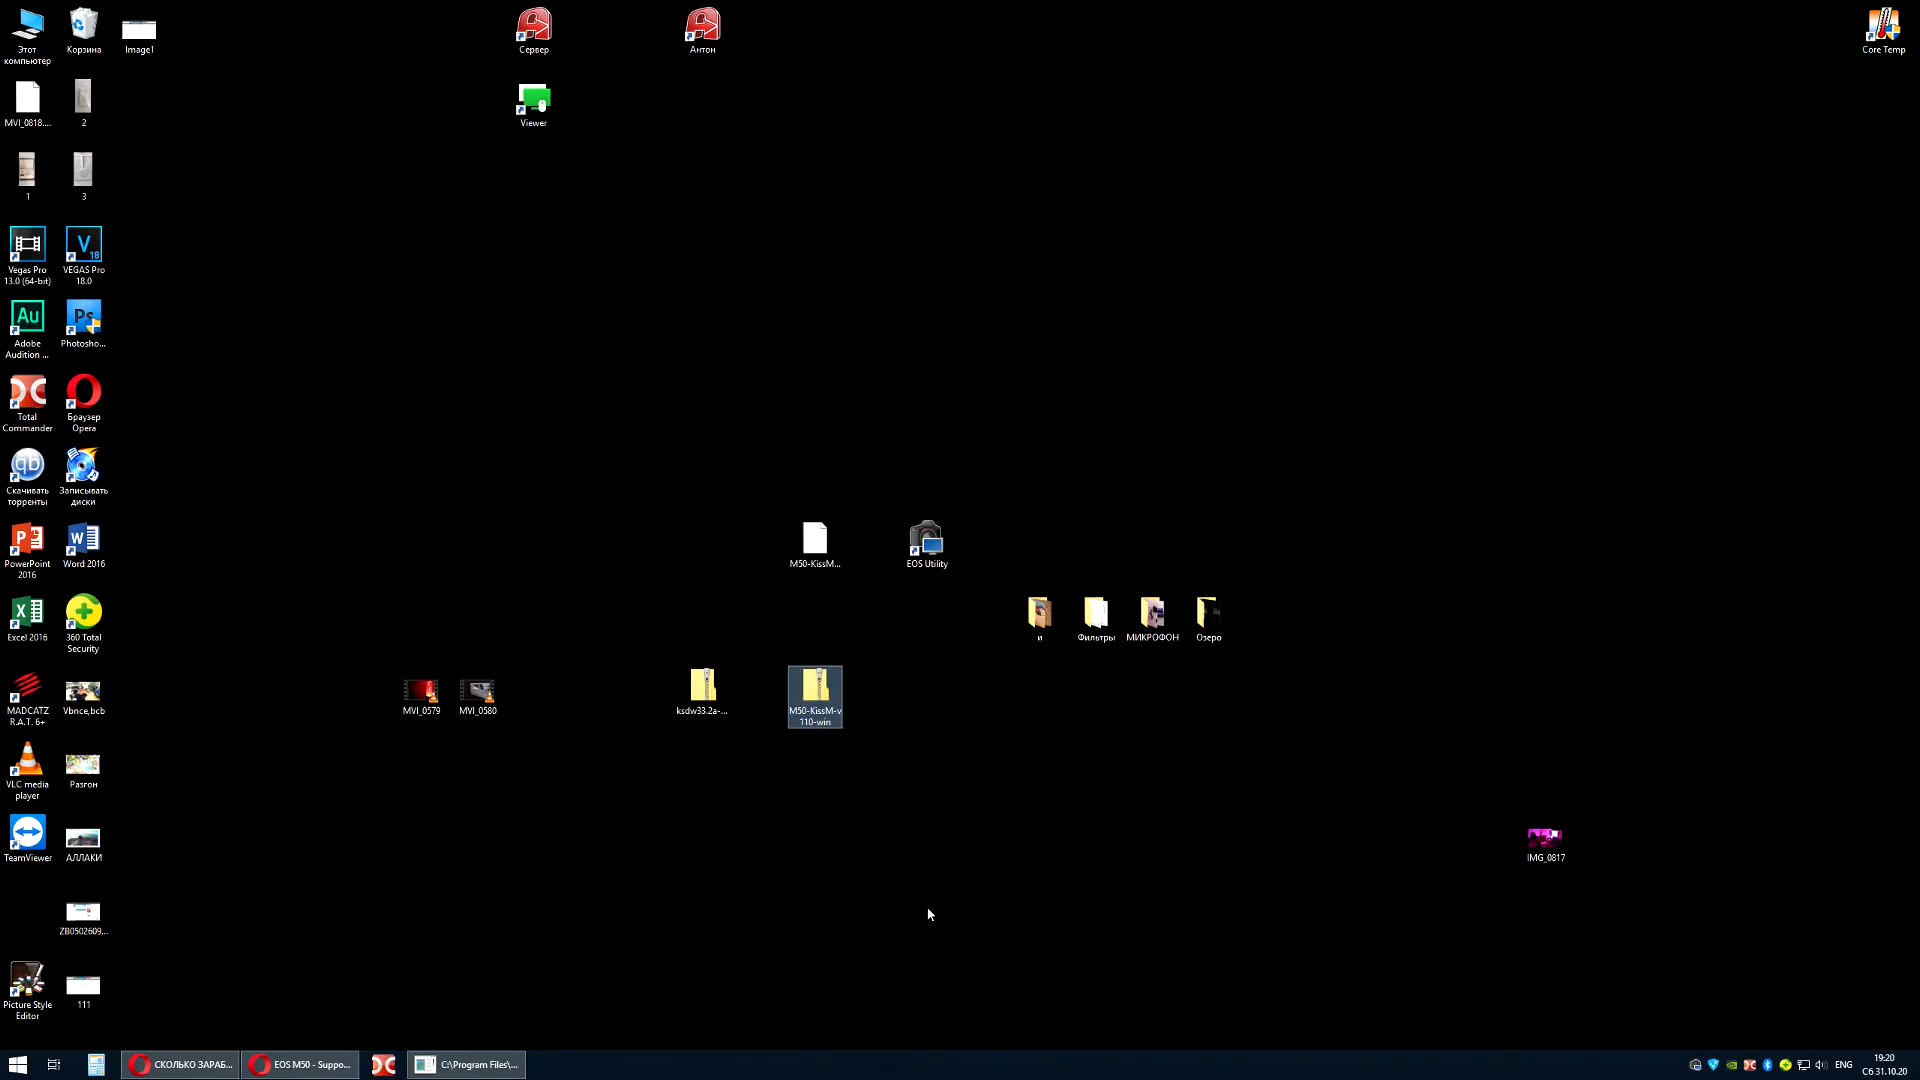 Этот
компьютер
Корзина
Image1
Сервер
Антон
Core Temp
MVI_0818....
2
Viewer
1
3
Vegas Pro
13.0 (64-bit)
VEGAS Pro
18.0
Adobe
Audition ...
Photosho...
Total
Commander
Браузер
Opera
Скачивать
торренты
Записывать
диски
PowerPoint
2016
Word 2016
M50-KissM...
EOS Utility
Excel 2016
360 Total
Security
и
Фильтры
МИКРОФОН
Озеро
MADCATZ
R.A.T. 6+
Vbnce,bcb
MVI_0579
MVI_0580
ksdw33.2a-...
M50-KissM-v
110-win
VLC media
player
Разгон
TeamViewer
АЛЛАКИ
IMG_0817
ZB0502609...
Picture Style
Editor
111
СКОЛЬКО ЗАРАБ...
EOS M50 - Suppo...
C:\Program Files\...
ENG
19:20
Сб 31.10.20